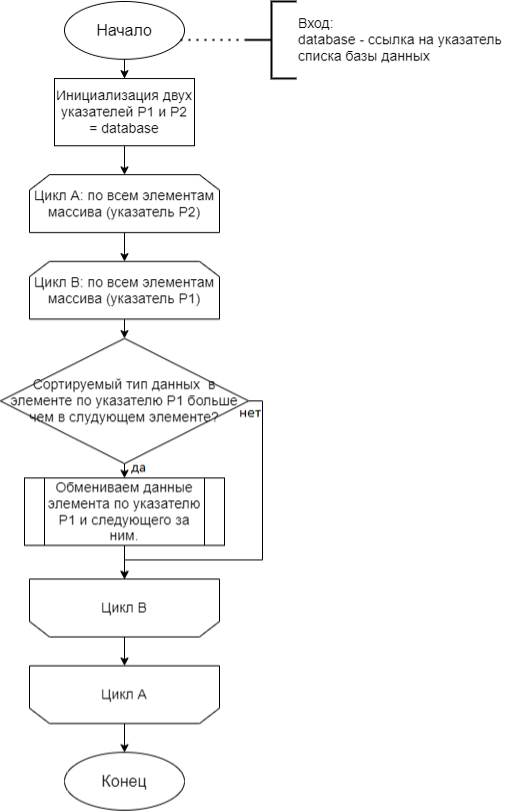 Начало
Вход:
database - ссылка на указатель
списка базы данных
Инициализация двух
указателей P1 и P2
= database
Цикл А: по всем элементам
массива (указатель P2)
Цикл В: по всем элементам
массива (указатель P1)
Сортируемый тип данных в
элементе по указателю P1 больше
чем в слудующем элементе?
нет
да
Обмениваем данные
элемента по указателю
P1 и следующего за
ним.
Цикл В
Цикл А
Конец